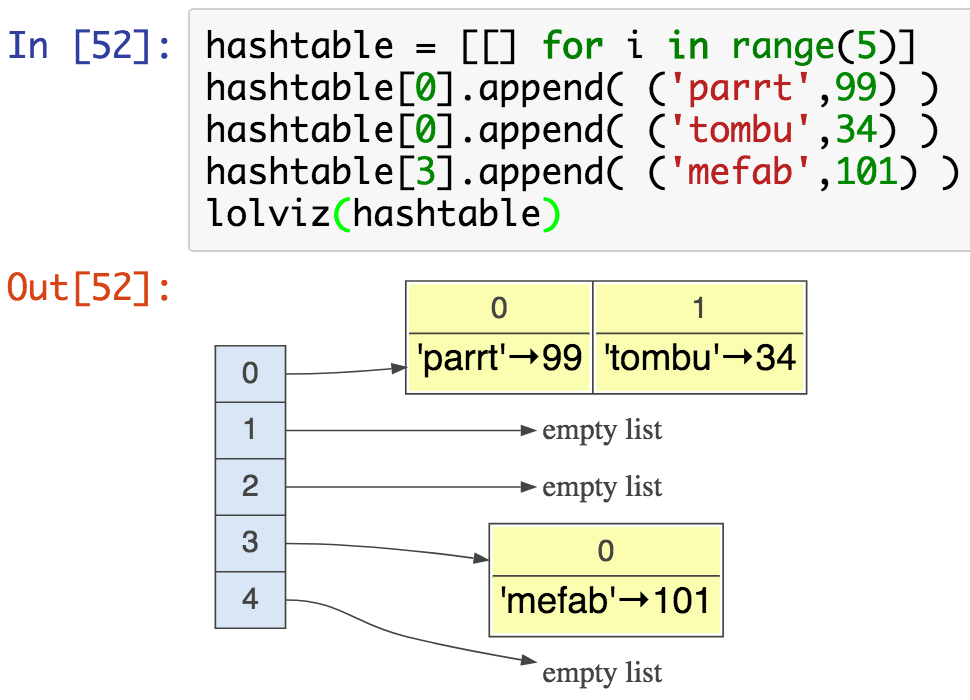 In [52]: hashtable = [[] for i in range(5)]
hashtable[0].append( ('parrt',99) )
hashtable[0].append( ('tombu',34) )
hashtable[3].append( ('mefab',101) )
lolviz(hashtable)
Out[52]:
0 1
'parrt'→99 'tombu'→34
0
1 empty list
2 empty list
3
0
'mefab'→101
4
empty list